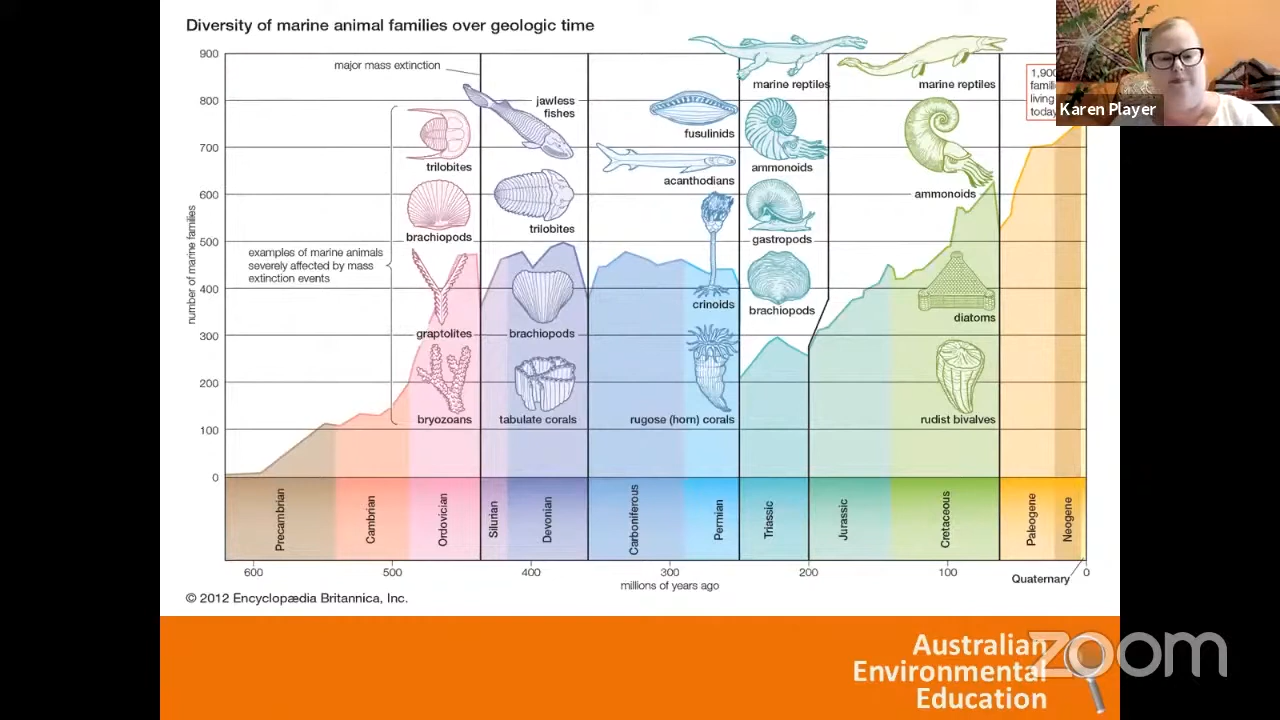 Diversity of marine animal families over geologic time
900
800
700
600
500
400
300
200
100
0
number of marine families
major mass extinction
examples of marine animals
severely affected by mass
extinction events
trilobites
brachiopods
graptolites
bryozoans
jawless
fishes
trilobites
brachiopods
tabulate corals
fusulinids
acanthodians
crinoids
rugose (horn) corals
marine reptiles
ammonoids
gastropods
brachiopods
marine reptiles
ammonoids
diatoms
rudist bivalves
living
today
Karen Player
Precambrian
Cambrian
Ordovician
Silurian
Devonian
Carboniferous
Permian
Triassic
Jurassic
Cretaceous
Paleogene
Neogene
600
500
400
300
200
100
0
millions of years ago
Quaternary
© 2012 Encyclopædia Britannica, Inc.
Australian
Environmental
Education
zoom